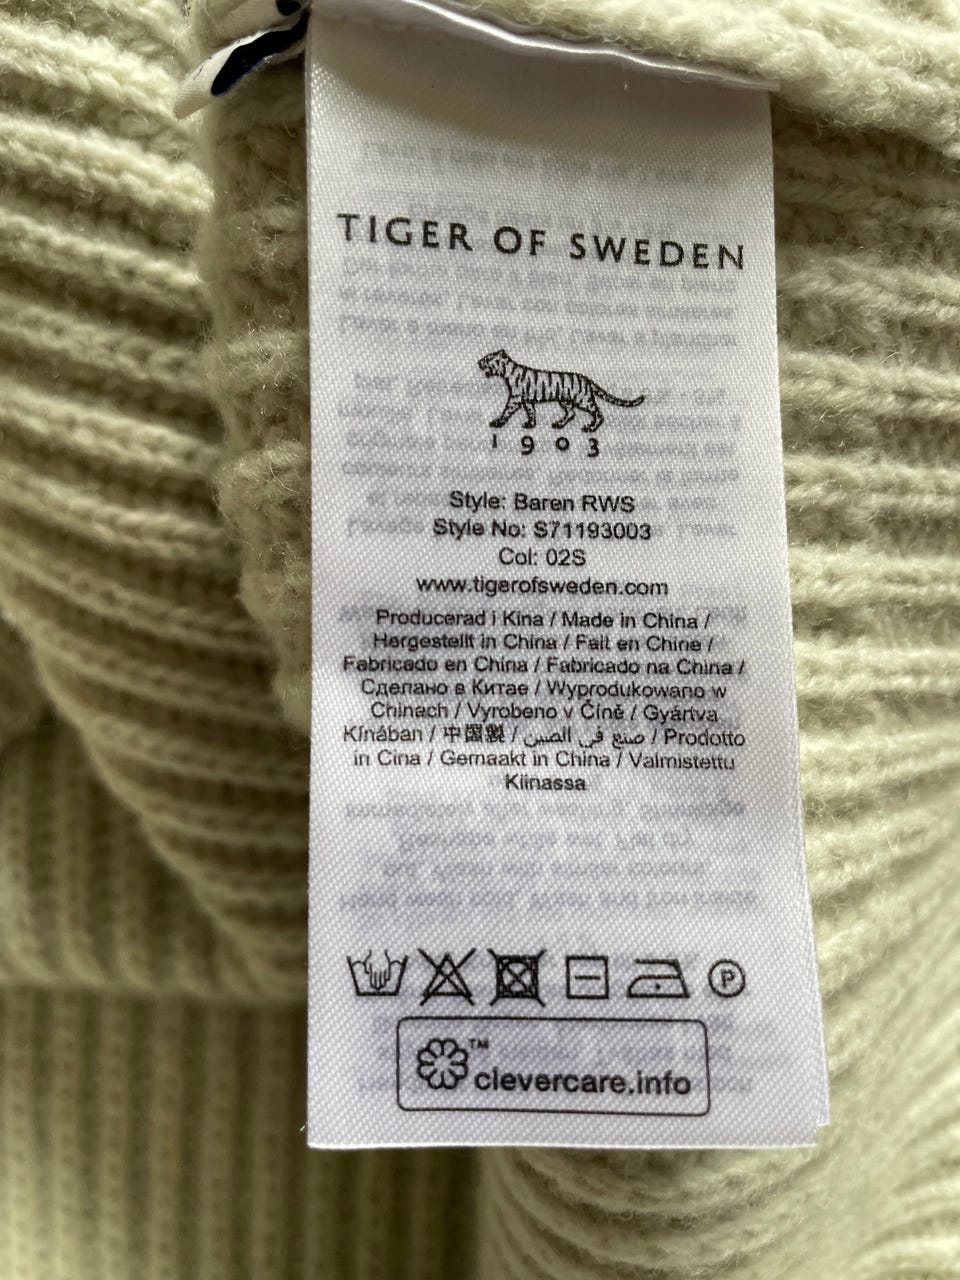 TIGER OF SWEDEN
1903
Style: Baren RWS
Style No: S71193003
Col: 02S
www.tigerofsweden.com
Producerad i Kina / Made in China /
Hergestellt in China / Fait en Chine /
Fabricado en China / Fabricado na China /
Сделано в Китае / Wyprodukowano w
Chinach / Vyrobeno v Číně / Gyártva
Kínában / 中国製 / صنع في الصين / Prodotto
in Cina / Gemaakt in China / Valmistettu
Kiinassa
P
TM
clevercare.info